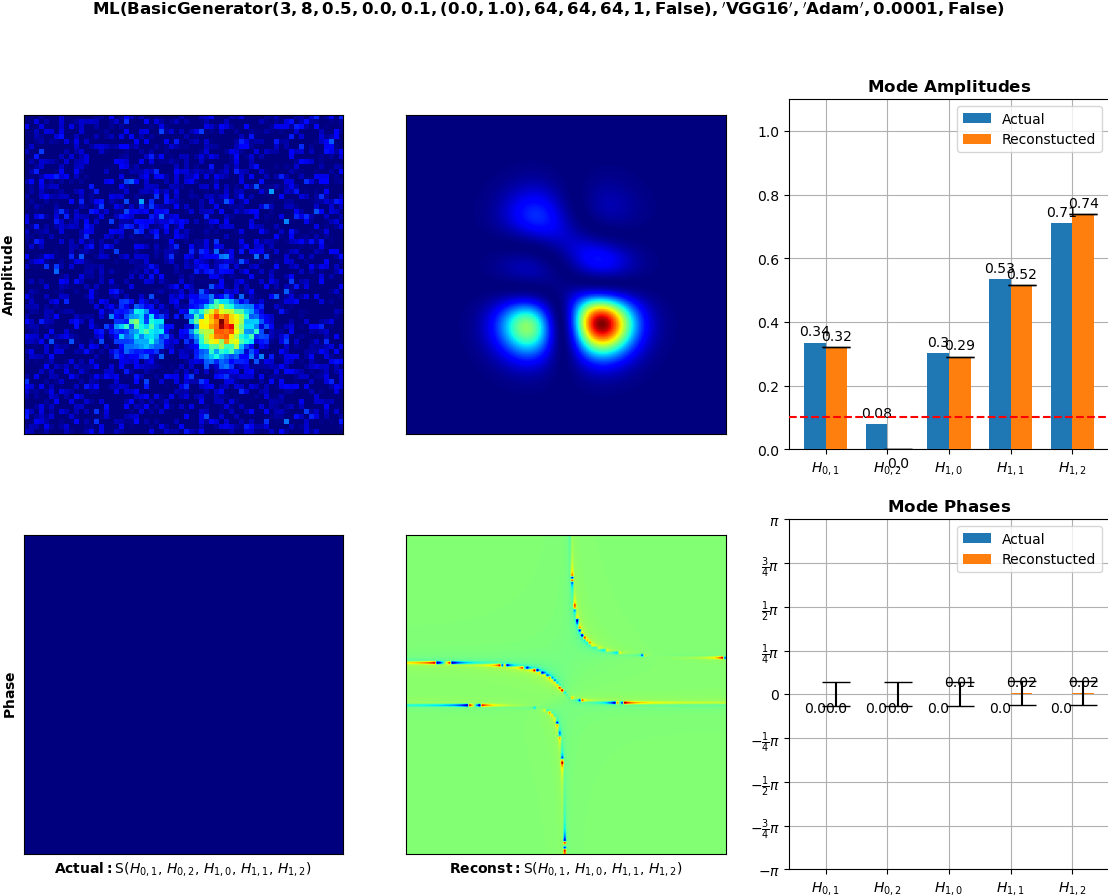 ML(BasicGenerator(3, 8, 0.5, 0.0, 0.1, (0.0, 1.0), 64, 64, 64, 1, False), ′VGG16′, ′Adam′, 0.0001, False)
Amplitude
Mode Amplitudes
Actual
Reconstucted
1.0
0.8
0.6
0.4
0.2
0.0
0.34
0.32
0.08
0.0
0.3
0.29
0.53
0.52
0.71
0.74
H0,1 H0,2 H1,0 H1,1 H1,2
Phase
Actual: S(H0,1, H0,2, H1,0, H1,1, H1,2)
Reconst: S(H0,1, H1,0, H1,1, H1,2)
Mode Phases
Actual
Reconstucted
π
3/4π
1/2π
1/4π
0
−1/4π
−1/2π
−3/4π
−π
0.0
0.0
0.0
0.0
0.0
0.01
0.0
0.02
0.0
0.02
H0,1 H0,2 H1,0 H1,1 H1,2